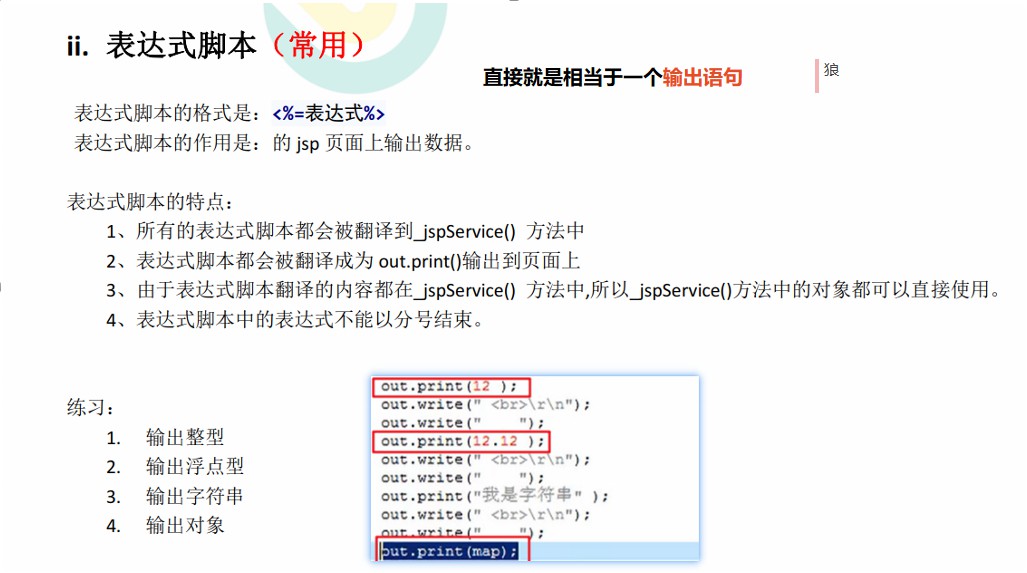 ii. 表达式脚本（常用）
直接就是相当于一个输出语句
狼
表达式脚本的格式是：<%=表达式%>
表达式脚本的作用是：的 jsp 页面上输出数据。
表达式脚本的特点：
1、所有的表达式脚本都会被翻译到_jspService() 方法中
2、表达式脚本都会被翻译成为 out.print()输出到页面上
3、由于表达式脚本翻译的内容都在_jspService() 方法中,所以_jspService()方法中的对象都可以直接使用。
4、表达式脚本中的表达式不能以分号结束。
练习：
1. 输出整型
2. 输出浮点型
3. 输出字符串
4. 输出对象
out.print(12 );
out.write(" <br>\r\n");
out.write("    ");
out.print(12.12 );
out.write(" <br>\r\n");
out.write("    ");
out.print("我是字符串" );
out.write(" <br>\r\n");
out.write("    ");
out.print(map);